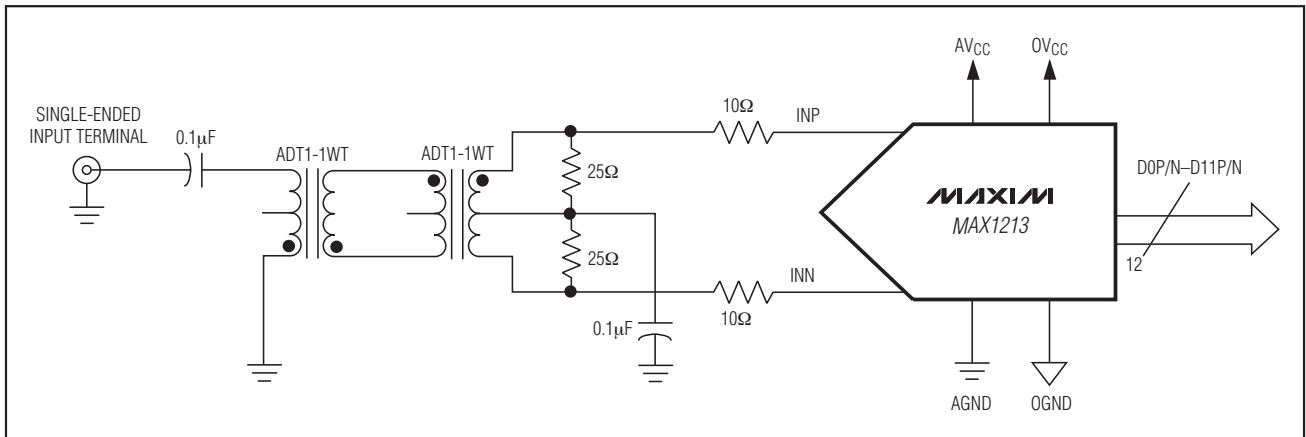 SINGLE-ENDED
INPUT TERMINAL
0.1μF
ADT1-1WT
ADT1-1WT
25Ω
25Ω
0.1μF
10Ω
INP
INN
10Ω
AVCC
OVCC
MAXIM
MAX1213
D0P/N–D11P/N
12
AGND
OGND